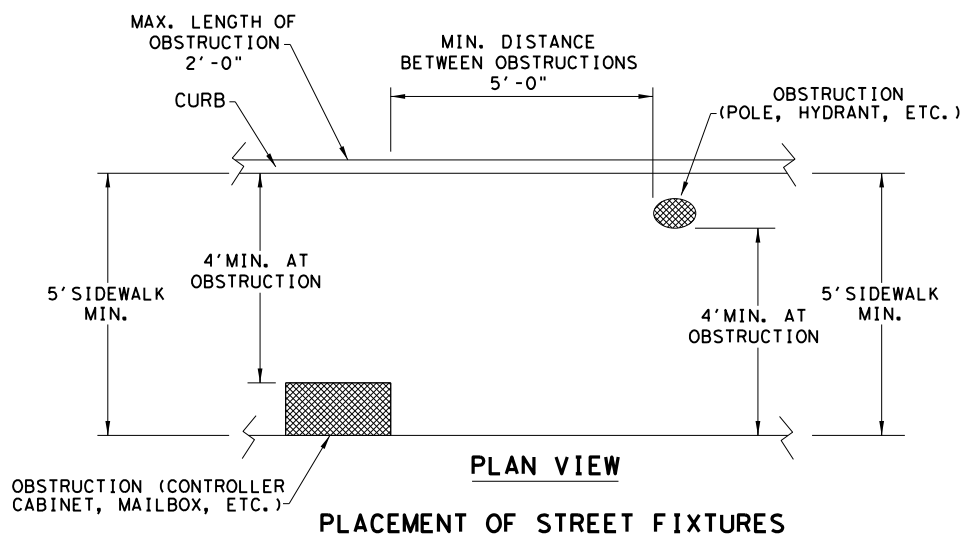 MAX. LENGTH OF
OBSTRUCTION
2'-0"
MIN. DISTANCE
BETWEEN OBSTRUCTIONS
5'-0"
CURB
OBSTRUCTION
(POLE, HYDRANT, ETC.)
4'MIN. AT
OBSTRUCTION
5'SIDEWALK
MIN.
4'MIN. AT
OBSTRUCTION
5'SIDEWALK
MIN.
OBSTRUCTION (CONTROLLER
CABINET, MAILBOX, ETC.)
PLAN VIEW
PLACEMENT OF STREET FIXTURES